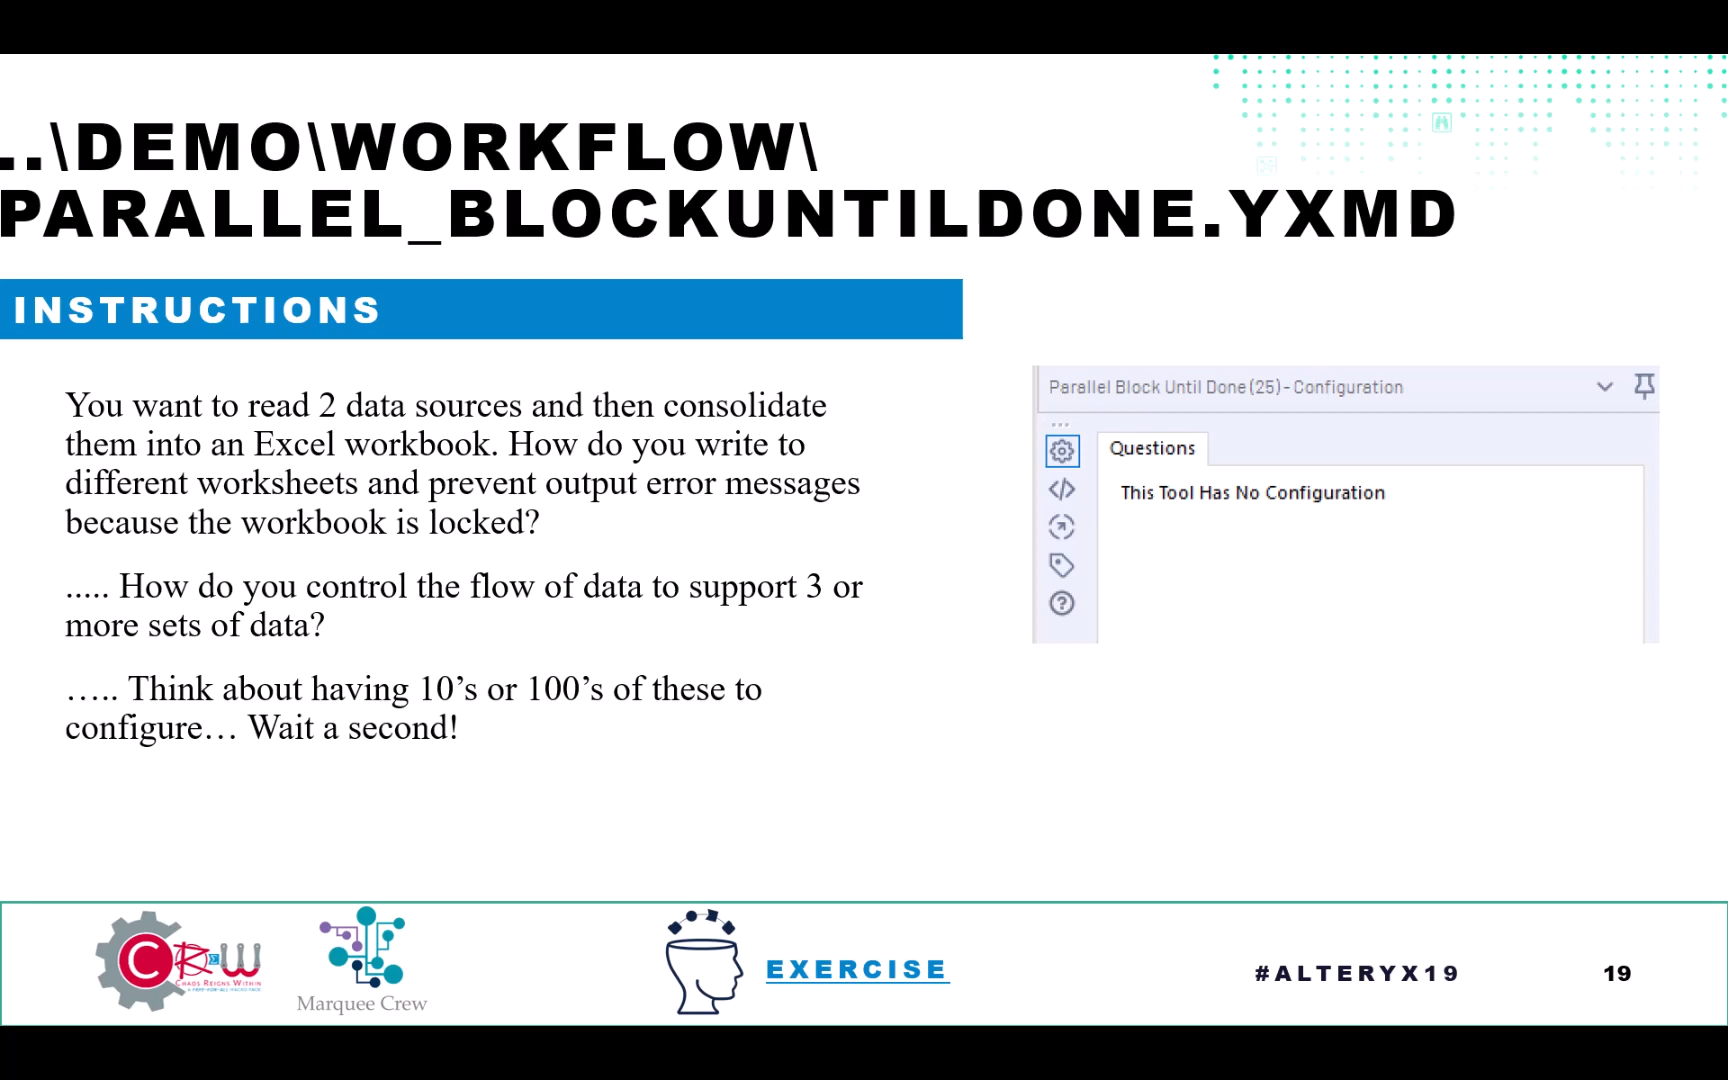 ..\DEMO\WORKFLOW\
PARALLEL_BLOCKUNTILDONE.YXMD
INSTRUCTIONS
You want to read 2 data sources and then consolidate
them into an Excel workbook. How do you write to
different worksheets and prevent output error messages
because the workbook is locked?
..... How do you control the flow of data to support 3 or
more sets of data?
….. Think about having 10’s or 100’s of these to
configure… Wait a second!
Parallel Block Until Done (25) - Configuration
Questions
This Tool Has No Configuration
CReW
CHAOS REIGNS WITHIN
Marquee Crew
EXERCISE
#ALTERYX19
19